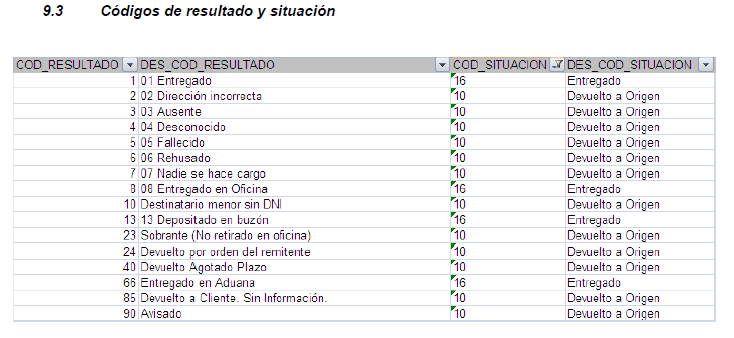 9.3 Códigos de resultado y situación
COD_RESULTADO DES_COD_RESULTADO COD_SITUACION DES_COD_SITUACION
1 01 Entregado 16 Entregado
2 02 Dirección incorrecta 10 Devuelto a Origen
3 03 Ausente 10 Devuelto a Origen
4 04 Desconocido 10 Devuelto a Origen
5 05 Fallecido 10 Devuelto a Origen
6 06 Rehusado 10 Devuelto a Origen
7 07 Nadie se hace cargo 10 Devuelto a Origen
8 08 Entregado en Oficina 16 Entregado
10 Destinatario menor sin DNI 10 Devuelto a Origen
13 13 Depositado en buzón 16 Entregado
23 Sobrante (No retirado en oficina) 10 Devuelto a Origen
24 Devuelto por orden del remitente 10 Devuelto a Origen
40 Devuelto Agotado Plazo 10 Devuelto a Origen
66 Entregado en Aduana 16 Entregado
85 Devuelto a Cliente. Sin Información. 10 Devuelto a Origen
90 Avisado 10 Devuelto a Origen